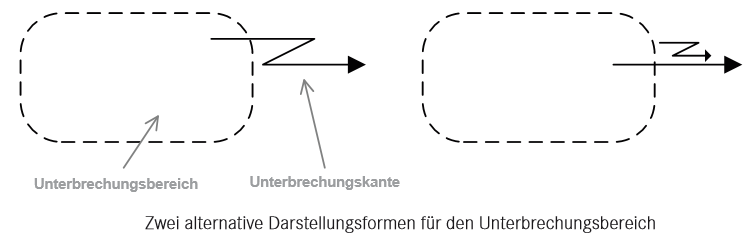 Unterbrechungsbereich
Unterbrechungskante
Zwei alternative Darstellungsformen für den Unterbrechungsbereich